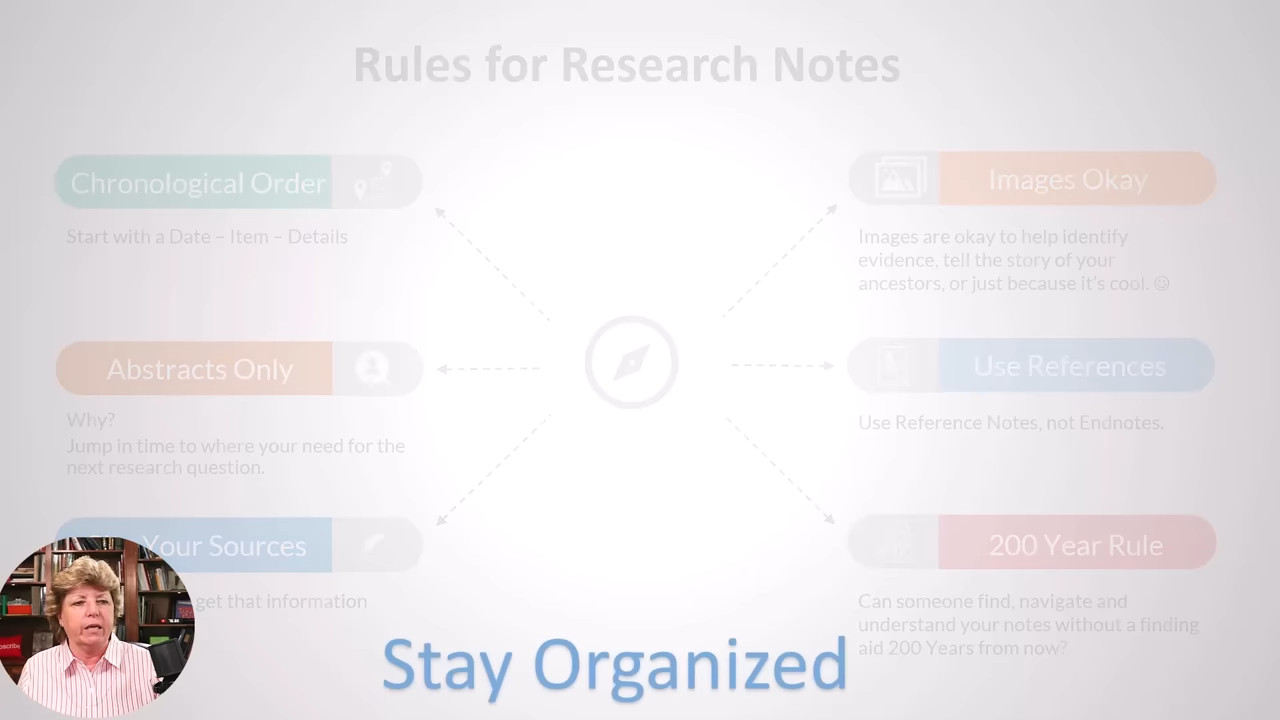 Rules for Research Notes
Chronological Order
Start with a Date – Item – Details
Abstracts Only
Why?
Jump in time to where your need for the
next research question.
Your Sources
get that information
Images Okay
Images are okay to help identify
evidence, tell the story of your
ancestors, or just because it's cool. ☺
Use References
Use Reference Notes, not Endnotes.
200 Year Rule
Can someone find, navigate and
understand your notes without a finding
aid 200 Years from now?
Stay Organized